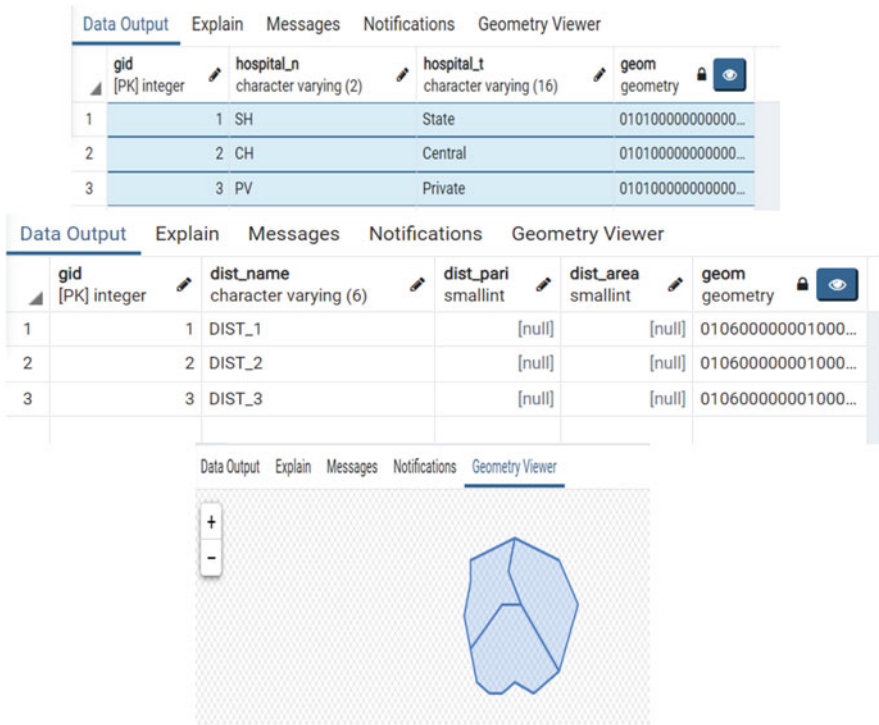 Data Output Explain Messages Notifications Geometry Viewer
gid hospital_n hospital_t geom
[PK] integer character varying (2) character varying (16) geometry
1 1 SH State 010100000000000...
2 2 CH Central 010100000000000...
3 3 PV Private 010100000000000...
Data Output Explain Messages Notifications Geometry Viewer
gid dist_name dist_pari dist_area geom
[PK] integer character varying (6) smallint smallint geometry
1 1 DIST_1 [null] [null] 010600000001000...
2 2 DIST_2 [null] [null] 010600000001000...
3 3 DIST_3 [null] [null] 010600000001000...
Data Output Explain Messages Notifications Geometry Viewer
+
-